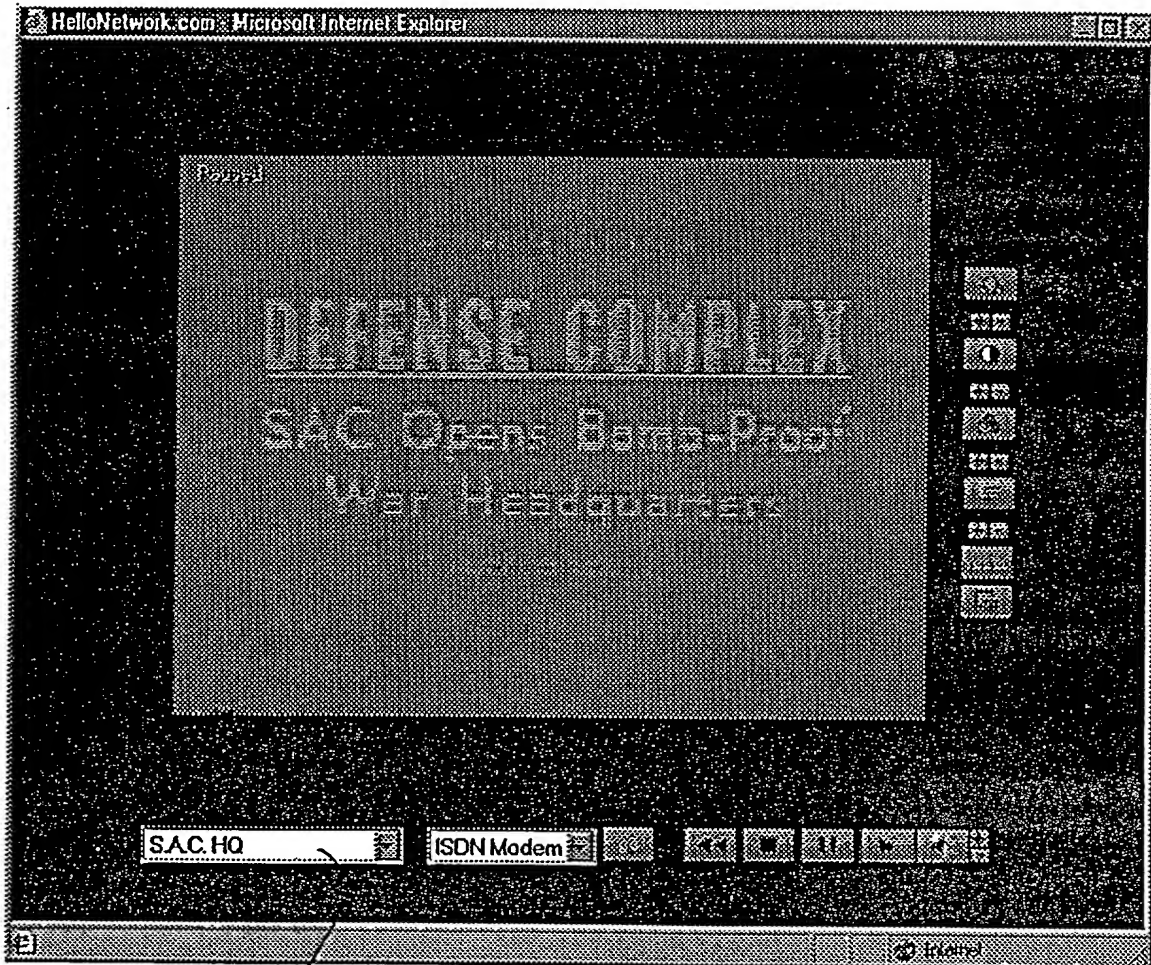 HelloNetwork.com - Microsoft Internet Explorer
Paused
DEFENSE COMPLEX
SAC Opens Bomb-Proof
War Headquarters
S.A.C. HQ
ISDN Modem
Internet